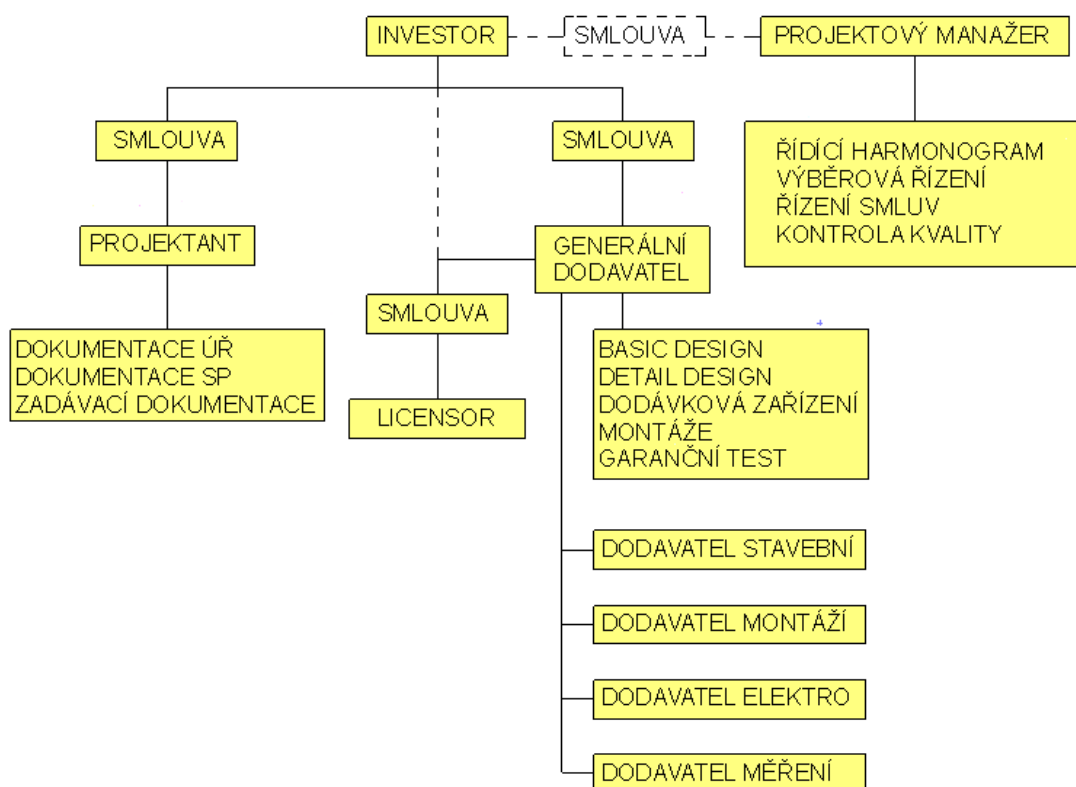 INVESTOR
SMLOUVA
PROJEKTOVÝ MANAŽER
SMLOUVA
SMLOUVA
ŘÍDÍCÍ HARMONOGRAM
VÝBĚROVÁ ŘÍZENÍ
ŘÍZENÍ SMLUV
KONTROLA KVALITY
PROJEKTANT
GENERÁLNÍ
DODAVATEL
SMLOUVA
DOKUMENTACE ÚŘ
DOKUMENTACE SP
ZADÁVACÍ DOKUMENTACE
LICENSOR
BASIC DESIGN
DETAIL DESIGN
DODÁVKOVÁ ZAŘÍZENÍ
MONTÁŽE
GARANČNÍ TEST
DODAVATEL STAVEBNÍ
DODAVATEL MONTÁŽÍ
DODAVATEL ELEKTRO
DODAVATEL MĚŘENÍ